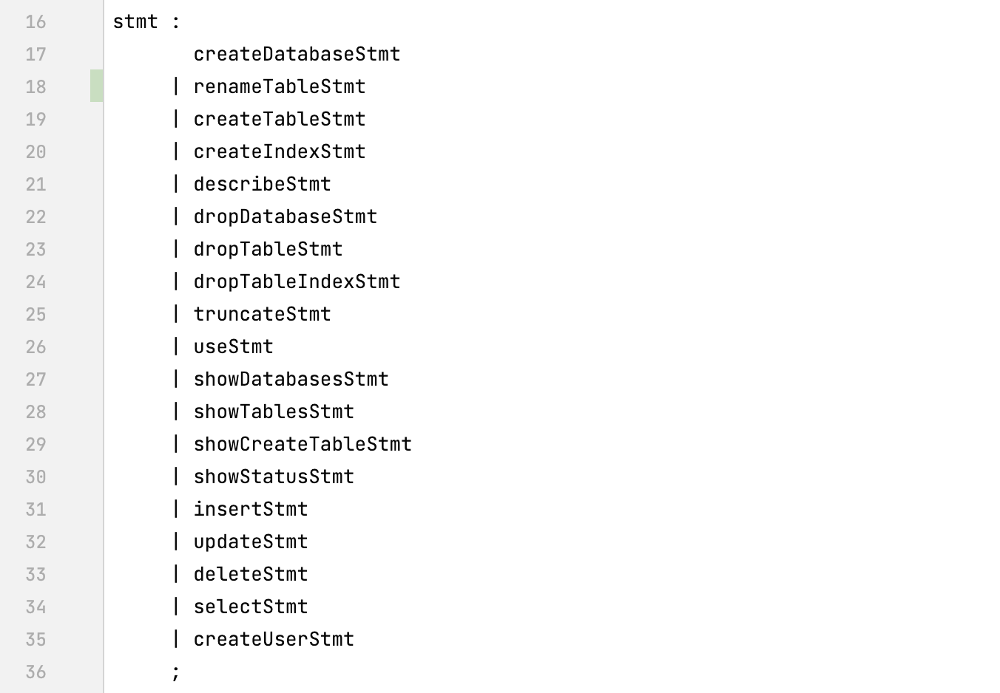 16 stmt :
17 createDatabaseStmt
18 | renameTableStmt
19 | createTableStmt
20 | createIndexStmt
21 | describeStmt
22 | dropDatabaseStmt
23 | dropTableStmt
24 | dropTableIndexStmt
25 | truncateStmt
26 | useStmt
27 | showDatabasesStmt
28 | showTablesStmt
29 | showCreateTableStmt
30 | showStatusStmt
31 | insertStmt
32 | updateStmt
33 | deleteStmt
34 | selectStmt
35 | createUserStmt
36 ;